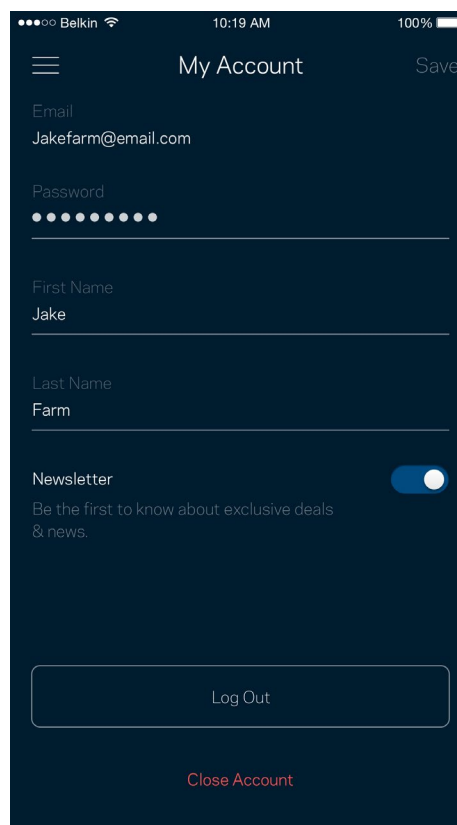 Belkin 10:19 AM 100%
My Account Save
Email
Jakefarm@email.com
Password
First Name
Jake
Last Name
Farm
Newsletter
Be the first to know about exclusive deals
& news.
Log Out
Close Account